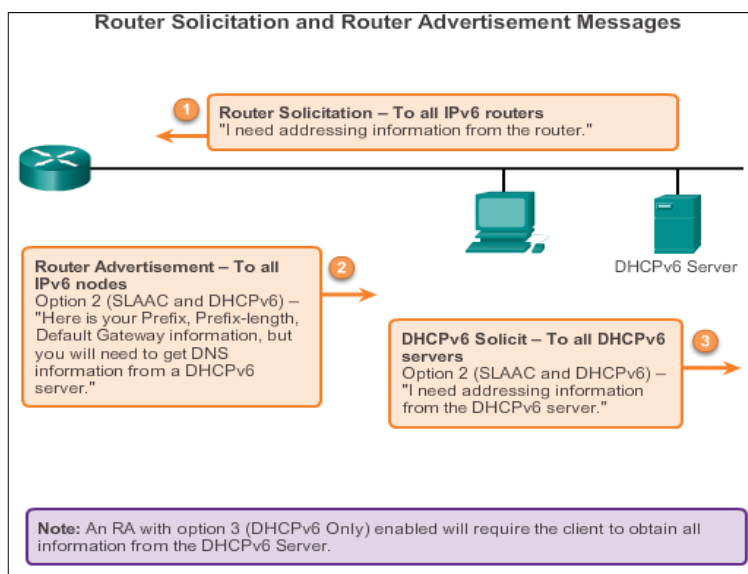 Router Solicitation and Router Advertisement Messages
1
Router Solicitation – To all IPv6 routers
"I need addressing information from the router."
DHCPv6 Server
Router Advertisement – To all
IPv6 nodes
Option 2 (SLAAC and DHCPv6) –
"Here is your Prefix, Prefix-length,
Default Gateway information, but
you will need to get DNS
information from a DHCPv6
server."
2
DHCPv6 Solicit – To all DHCPv6
servers
Option 2 (SLAAC and DHCPv6) –
"I need addressing information
from the DHCPv6 server."
3
Note: An RA with option 3 (DHCPv6 Only) enabled will require the client to obtain all
information from the DHCPv6 Server.